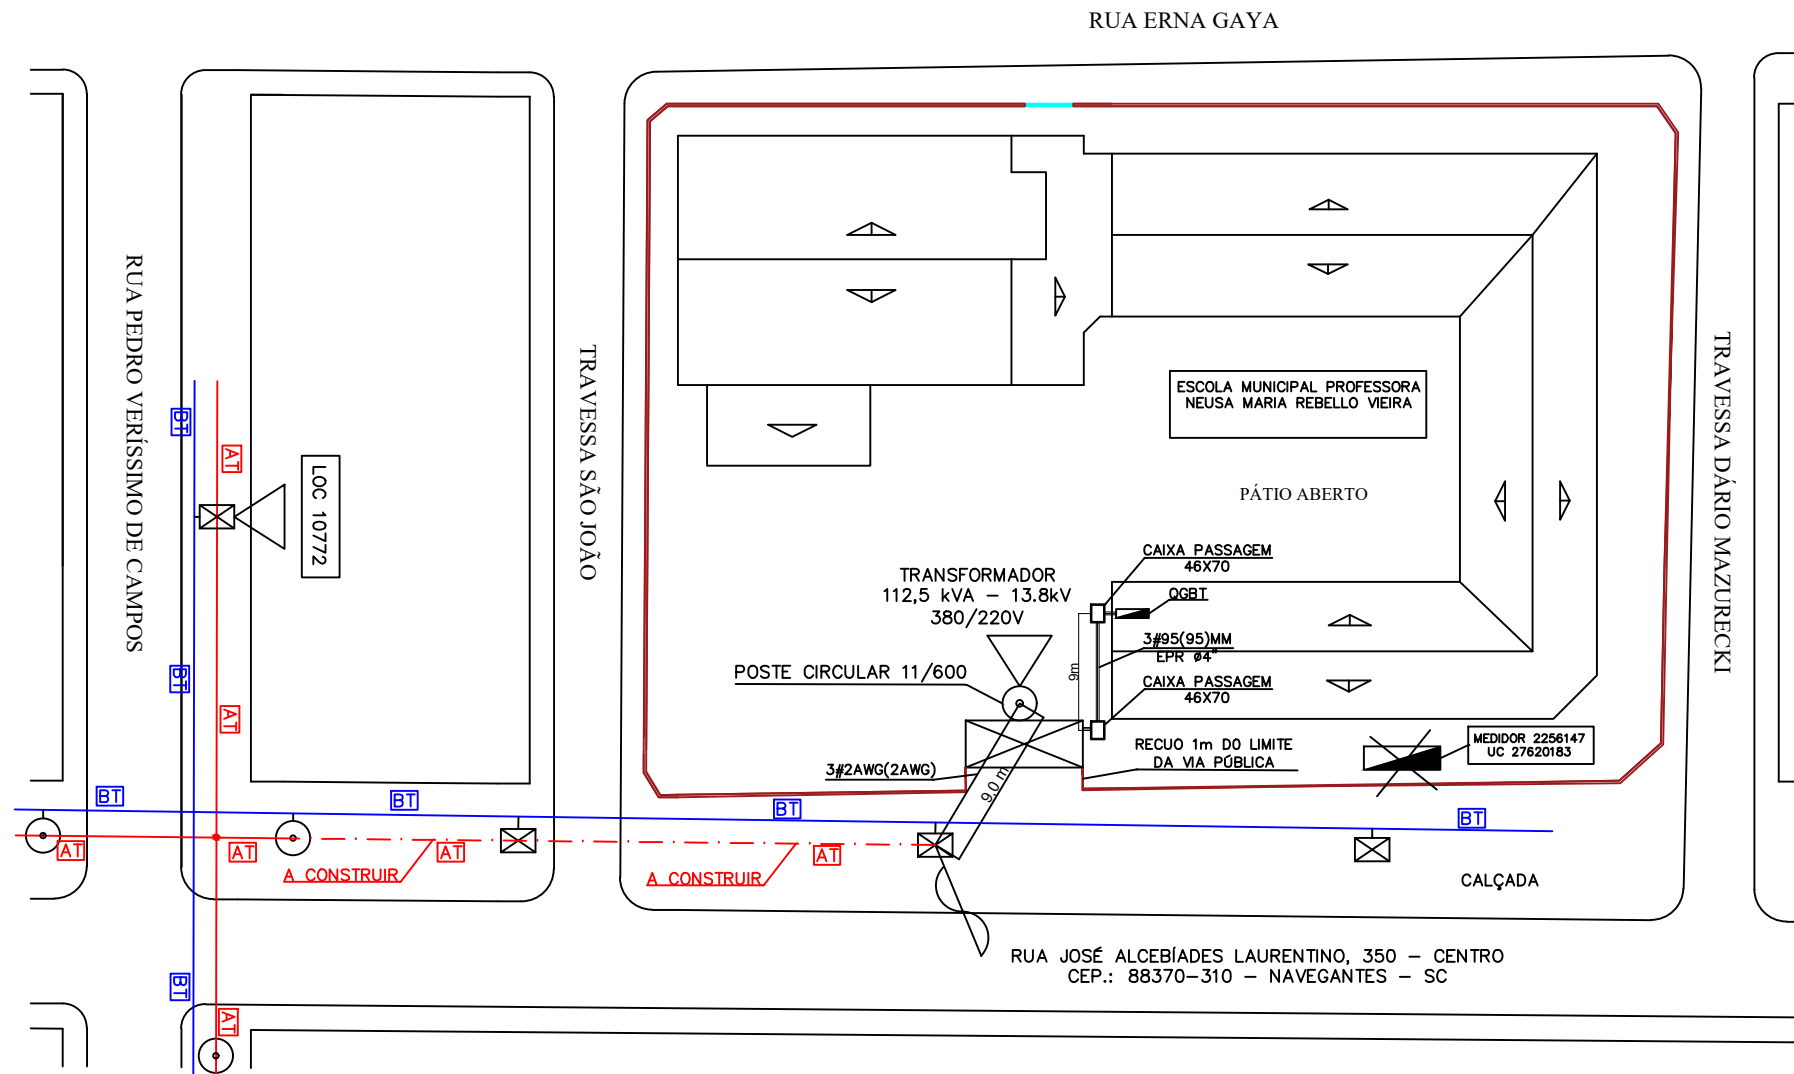 RUA ERNA GAYA
RUA PEDRO VERÍSSIMO DE CAMPOS
TRAVESSA SÃO JOÃO
TRAVESSA DÁRIO MAZURECKI
BT
AT
LOC 10772
ESCOLA MUNICIPAL PROFESSORA
NEUSA MARIA REBELLO VIEIRA
PÁTIO ABERTO
CAIXA PASSAGEM
46X70
TRANSFORMADOR
112,5 kVA – 13.8kV
380/220V
QGBT
3#95(95)MM
EPR ø4"
9m
POSTE CIRCULAR 11/600
CAIXA PASSAGEM
46X70
BT
AT
RECUO 1m DO LIMITE
DA VIA PÚBLICA
MEDIDOR 2256147
UC 27620183
3#2AWG(2AWG)
9,0 m
BT
BT
BT
BT
AT
AT
AT
AT
A CONSTRUIR
A CONSTRUIR
CALÇADA
RUA JOSÉ ALCEBÍADES LAURENTINO, 350 – CENTRO
CEP.: 88370–310 – NAVEGANTES – SC
BT
AT